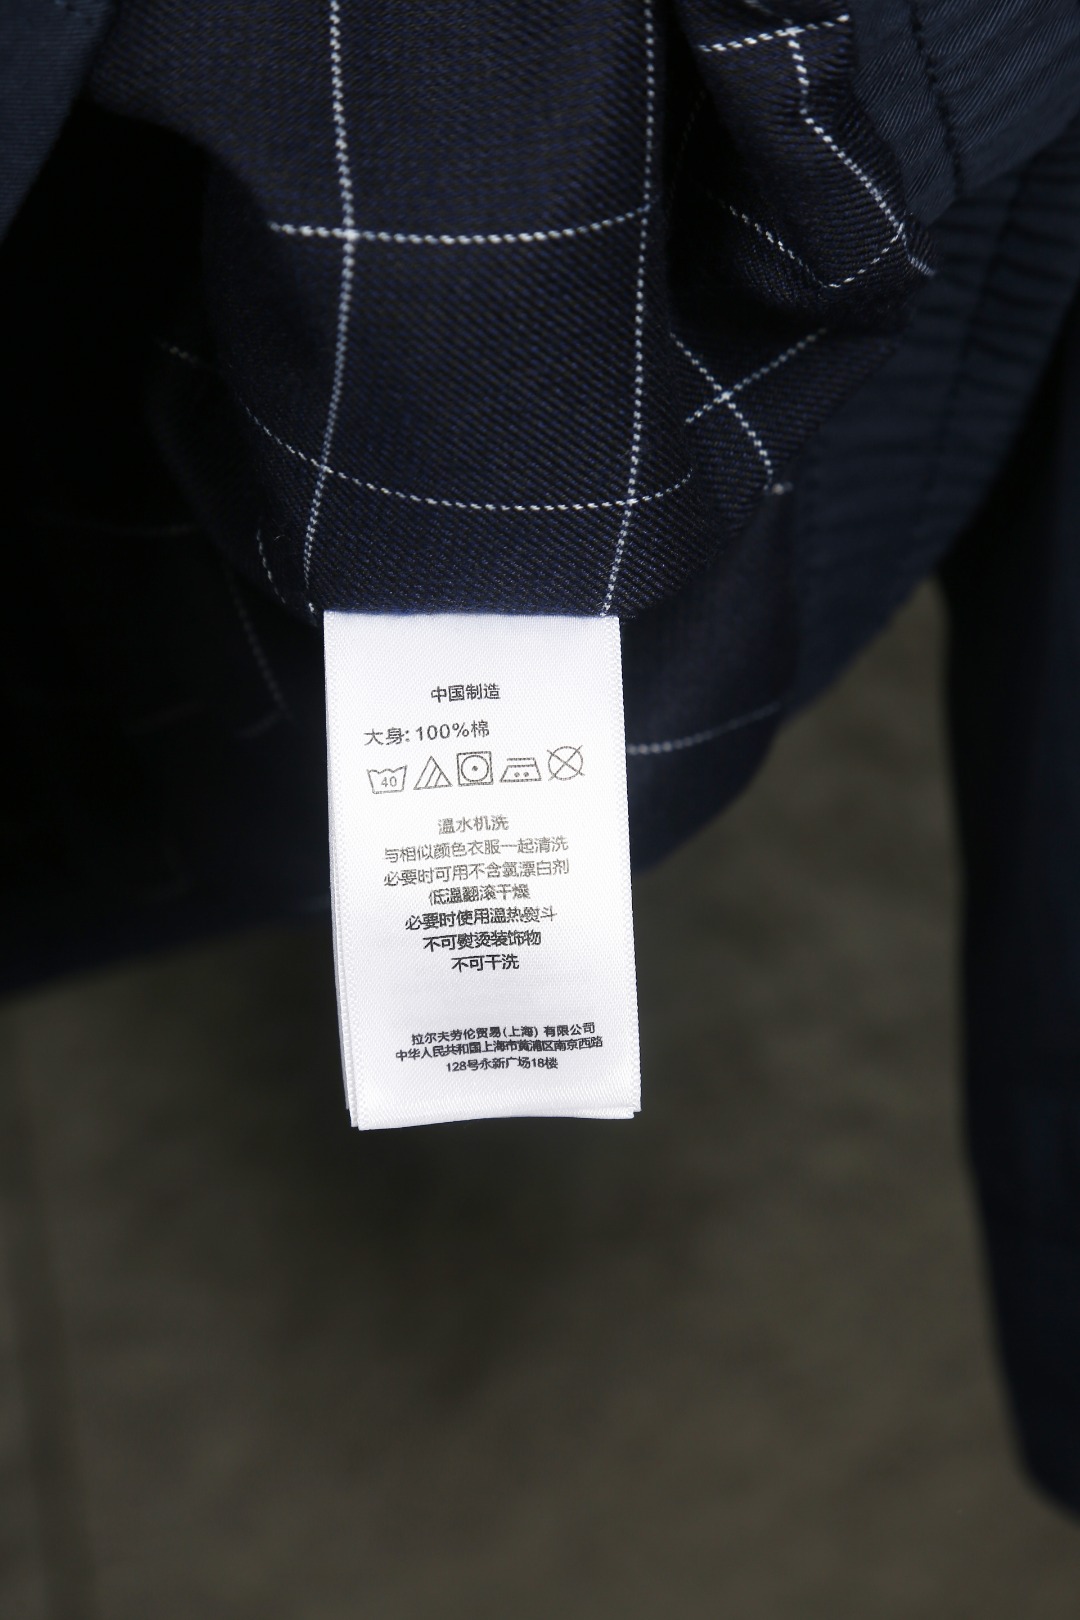 中国制造
大身: 100%棉
40
温水机洗
与相似颜色衣服一起清洗
必要时可用不含氯漂白剂
低温翻滚干燥
必要时使用温热熨斗
不可熨烫装饰物
不可干洗
拉尔夫劳伦贸易(上海) 有限公司
中华人民共和国上海市黄浦区南京西路
128号永新广场18楼